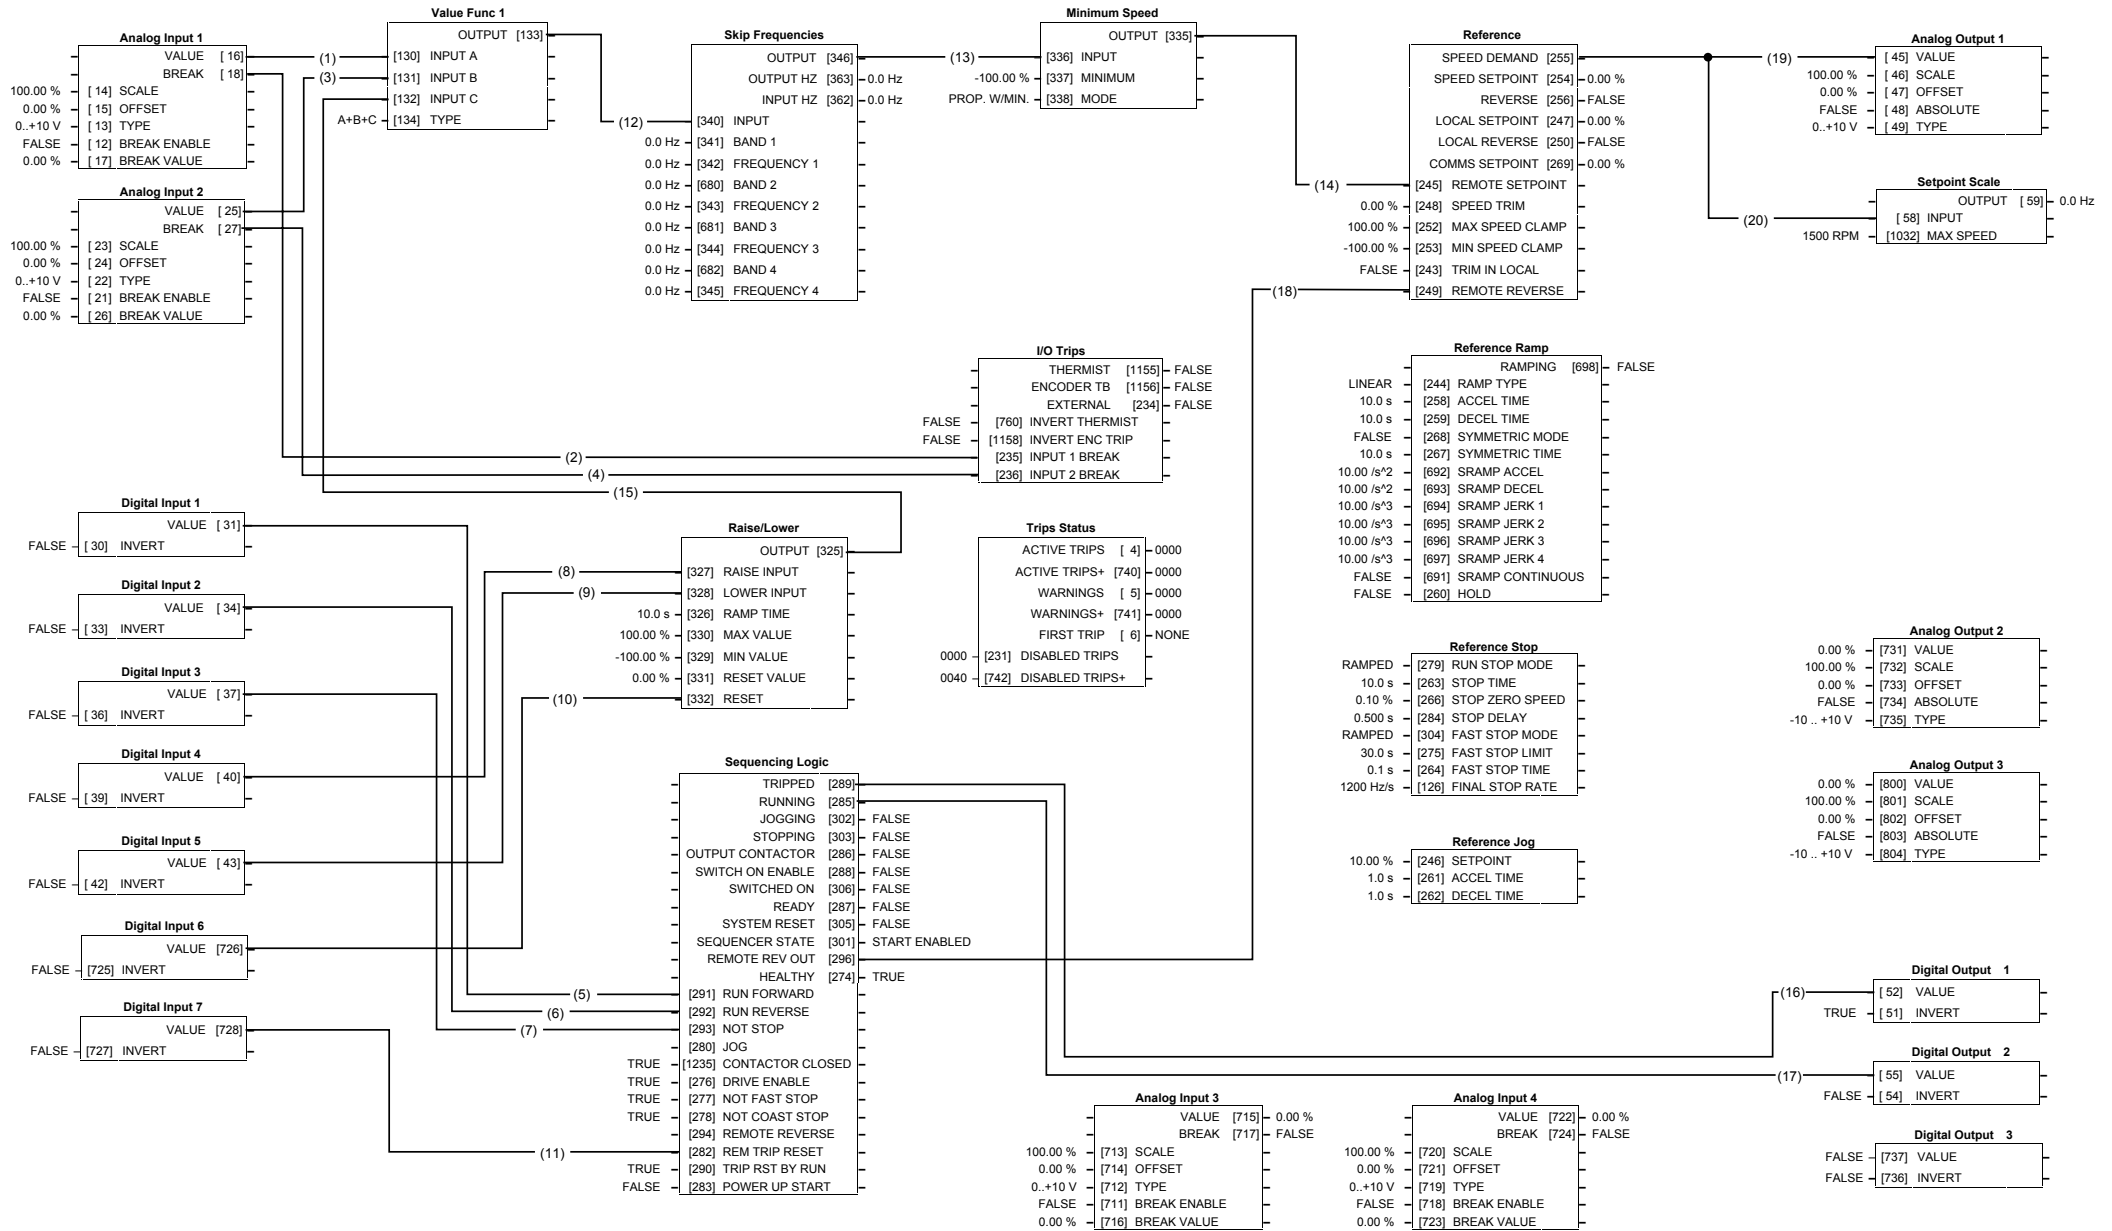 Analog Input 1
VALUE [ 16]
BREAK [ 18]
100.00 % [ 14] SCALE
0.00 % [ 15] OFFSET
0..+10 V [ 13] TYPE
FALSE [ 12] BREAK ENABLE
0.00 % [ 17] BREAK VALUE
Analog Input 2
VALUE [ 25]
BREAK [ 27]
100.00 % [ 23] SCALE
0.00 % [ 24] OFFSET
0..+10 V [ 22] TYPE
FALSE [ 21] BREAK ENABLE
0.00 % [ 26] BREAK VALUE
(1)
(3)
Value Func 1
OUTPUT [133]
[130] INPUT A
[131] INPUT B
[132] INPUT C
A+B+C [134] TYPE
(12)
Skip Frequencies
OUTPUT [346]
OUTPUT HZ [363] 0.0 Hz
INPUT HZ [362] 0.0 Hz
[340] INPUT
0.0 Hz [341] BAND 1
0.0 Hz [342] FREQUENCY 1
0.0 Hz [680] BAND 2
0.0 Hz [343] FREQUENCY 2
0.0 Hz [681] BAND 3
0.0 Hz [344] FREQUENCY 3
0.0 Hz [682] BAND 4
0.0 Hz [345] FREQUENCY 4
(13)
Minimum Speed
OUTPUT [335]
[336] INPUT
-100.00 % [337] MINIMUM
PROP. W/MIN. [338] MODE
(14)
(18)
Reference
SPEED DEMAND [255]
SPEED SETPOINT [254] 0.00 %
REVERSE [256] FALSE
LOCAL SETPOINT [247] 0.00 %
LOCAL REVERSE [250] FALSE
COMMS SETPOINT [269] 0.00 %
[245] REMOTE SETPOINT
0.00 % [248] SPEED TRIM
100.00 % [252] MAX SPEED CLAMP
-100.00 % [253] MIN SPEED CLAMP
FALSE [243] TRIM IN LOCAL
[249] REMOTE REVERSE
(19)
(20)
Analog Output 1
[ 45] VALUE
100.00 % [ 46] SCALE
0.00 % [ 47] OFFSET
FALSE [ 48] ABSOLUTE
0..+10 V [ 49] TYPE
Setpoint Scale
OUTPUT [ 59] 0.0 Hz
[ 58] INPUT
1500 RPM [1032] MAX SPEED
I/O Trips
THERMIST [1155] FALSE
ENCODER TB [1156] FALSE
EXTERNAL [234] FALSE
FALSE [760] INVERT THERMIST
FALSE [1158] INVERT ENC TRIP
[235] INPUT 1 BREAK
[236] INPUT 2 BREAK
(2)
(4)
(15)
Reference Ramp
RAMPING [698] FALSE
LINEAR [244] RAMP TYPE
10.0 s [258] ACCEL TIME
10.0 s [259] DECEL TIME
FALSE [268] SYMMETRIC MODE
10.0 s [267] SYMMETRIC TIME
10.00 /s^2 [692] SRAMP ACCEL
10.00 /s^2 [693] SRAMP DECEL
10.00 /s^3 [694] SRAMP JERK 1
10.00 /s^3 [695] SRAMP JERK 2
10.00 /s^3 [696] SRAMP JERK 3
10.00 /s^3 [697] SRAMP JERK 4
FALSE [691] SRAMP CONTINUOUS
FALSE [260] HOLD
Digital Input 1
VALUE [ 31]
FALSE [ 30] INVERT
Digital Input 2
VALUE [ 34]
FALSE [ 33] INVERT
Digital Input 3
VALUE [ 37]
FALSE [ 36] INVERT
Digital Input 4
VALUE [ 40]
FALSE [ 39] INVERT
Digital Input 5
VALUE [ 43]
FALSE [ 42] INVERT
Digital Input 6
VALUE [726]
FALSE [725] INVERT
Digital Input 7
VALUE [728]
FALSE [727] INVERT
(8)
(9)
(10)
Raise/Lower
OUTPUT [325]
[327] RAISE INPUT
[328] LOWER INPUT
10.0 s [326] RAMP TIME
100.00 % [330] MAX VALUE
-100.00 % [329] MIN VALUE
0.00 % [331] RESET VALUE
[332] RESET
Trips Status
ACTIVE TRIPS [ 4] 0000
ACTIVE TRIPS+ [740] 0000
WARNINGS [ 5] 0000
WARNINGS+ [741] 0000
FIRST TRIP [ 6] NONE
0000 [231] DISABLED TRIPS
0040 [742] DISABLED TRIPS+
Reference Stop
RAMPED [279] RUN STOP MODE
10.0 s [263] STOP TIME
0.10 % [266] STOP ZERO SPEED
0.500 s [284] STOP DELAY
RAMPED [304] FAST STOP MODE
30.0 s [275] FAST STOP LIMIT
0.1 s [264] FAST STOP TIME
1200 Hz/s [126] FINAL STOP RATE
Analog Output 2
0.00 % [731] VALUE
100.00 % [732] SCALE
0.00 % [733] OFFSET
FALSE [734] ABSOLUTE
-10 .. +10 V [735] TYPE
Analog Output 3
0.00 % [800] VALUE
100.00 % [801] SCALE
0.00 % [802] OFFSET
FALSE [803] ABSOLUTE
-10 .. +10 V [804] TYPE
Reference Jog
10.00 % [246] SETPOINT
1.0 s [261] ACCEL TIME
1.0 s [262] DECEL TIME
Sequencing Logic
TRIPPED [289]
RUNNING [285]
JOGGING [302] FALSE
STOPPING [303] FALSE
OUTPUT CONTACTOR [286] FALSE
SWITCH ON ENABLE [288] FALSE
SWITCHED ON [306] FALSE
READY [287] FALSE
SYSTEM RESET [305] FALSE
SEQUENCER STATE [301] START ENABLED
REMOTE REV OUT [296]
HEALTHY [274] TRUE
(5) [291] RUN FORWARD
(6) [292] RUN REVERSE
(7) [293] NOT STOP
[280] JOG
TRUE [1235] CONTACTOR CLOSED
TRUE [276] DRIVE ENABLE
TRUE [277] NOT FAST STOP
TRUE [278] NOT COAST STOP
[294] REMOTE REVERSE
(11) [282] REM TRIP RESET
TRUE [290] TRIP RST BY RUN
FALSE [283] POWER UP START
(16)
Digital Output 1
[ 52] VALUE
TRUE [ 51] INVERT
(17)
Digital Output 2
[ 55] VALUE
FALSE [ 54] INVERT
Digital Output 3
FALSE [737] VALUE
FALSE [736] INVERT
Analog Input 3
VALUE [715] 0.00 %
BREAK [717] FALSE
100.00 % [713] SCALE
0.00 % [714] OFFSET
0..+10 V [712] TYPE
FALSE [711] BREAK ENABLE
0.00 % [716] BREAK VALUE
Analog Input 4
VALUE [722] 0.00 %
BREAK [724] FALSE
100.00 % [720] SCALE
0.00 % [721] OFFSET
0..+10 V [719] TYPE
FALSE [718] BREAK ENABLE
0.00 % [723] BREAK VALUE